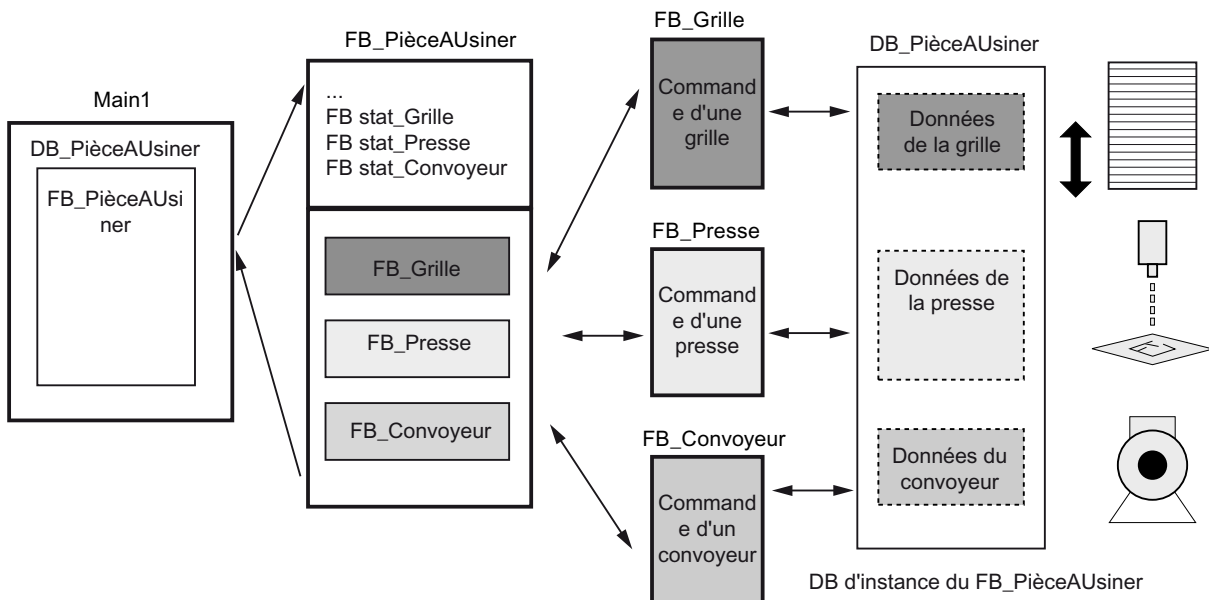 Main1
DB_PièceAUsiner
FB_PièceAUsi
ner
FB_PièceAUsiner
...
FB stat_Grille
FB stat_Presse
FB stat_Convoyeur
FB_Grille
FB_Presse
FB_Convoyeur
FB_Grille
Command
e d'une
grille
FB_Presse
Command
e d'une
presse
FB_Convoyeur
Command
e d'un
convoyeur
DB_PièceAUsiner
Données
de la grille
Données de
la presse
Données du
convoyeur
DB d'instance du FB_PièceAUsiner